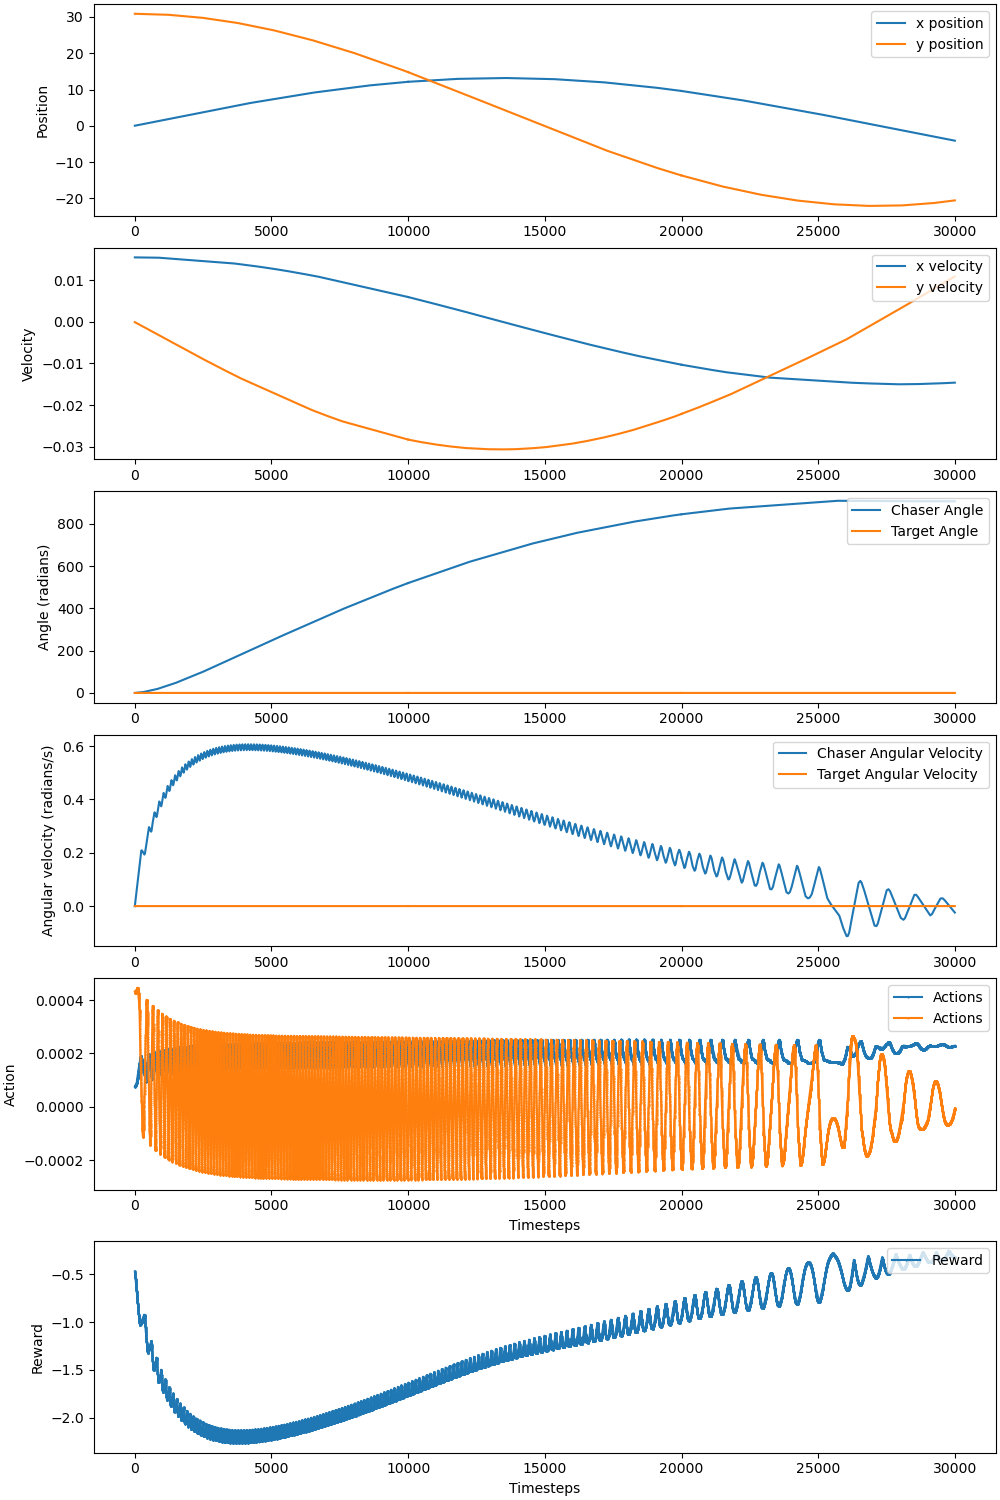 30
20
10
0
−10
−20
Position
x position
y position
0 5000 10000 15000 20000 25000 30000
0.01
0.00
−0.01
−0.02
−0.03
Velocity
x velocity
y velocity
0 5000 10000 15000 20000 25000 30000
800
600
400
200
0
Angle (radians)
Chaser Angle
Target Angle
0 5000 10000 15000 20000 25000 30000
0.6
0.4
0.2
0.0
Angular velocity (radians/s)
Chaser Angular Velocity
Target Angular Velocity
0 5000 10000 15000 20000 25000 30000
0.0004
0.0002
0.0000
−0.0002
Action
Actions
Actions
0 5000 10000 15000 20000 25000 30000
Timesteps
−0.5
−1.0
−1.5
−2.0
Reward
Reward
0 5000 10000 15000 20000 25000 30000
Timesteps